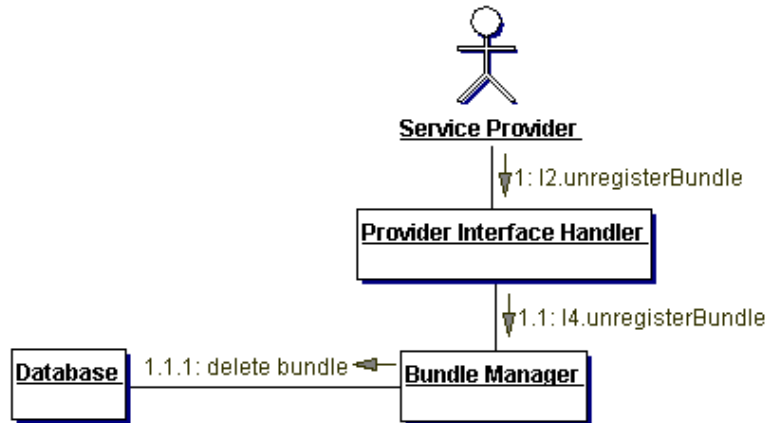 Service Provider
1: I2.unregisterBundle
Provider Interface Handler
1.1: I4.unregisterBundle
1.1.1: delete bundle
Database
Bundle Manager